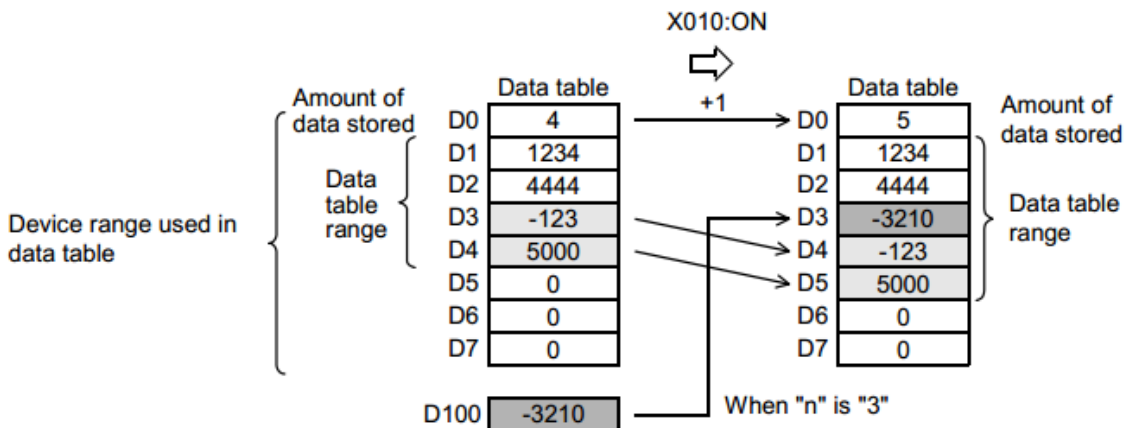 X010:ON
Data table
Data table
Amount of
data stored
D0 4
+1
D0 5
Amount of
data stored
D1 1234
D1 1234
Data
table
range
D2 4444
D2 4444
Device range used in
data table
D3 -123
D3 -3210
Data table
range
D4 5000
D4 -123
D5 0
D5 5000
D6 0
D6 0
D7 0
D7 0
D100 -3210
When "n" is "3"